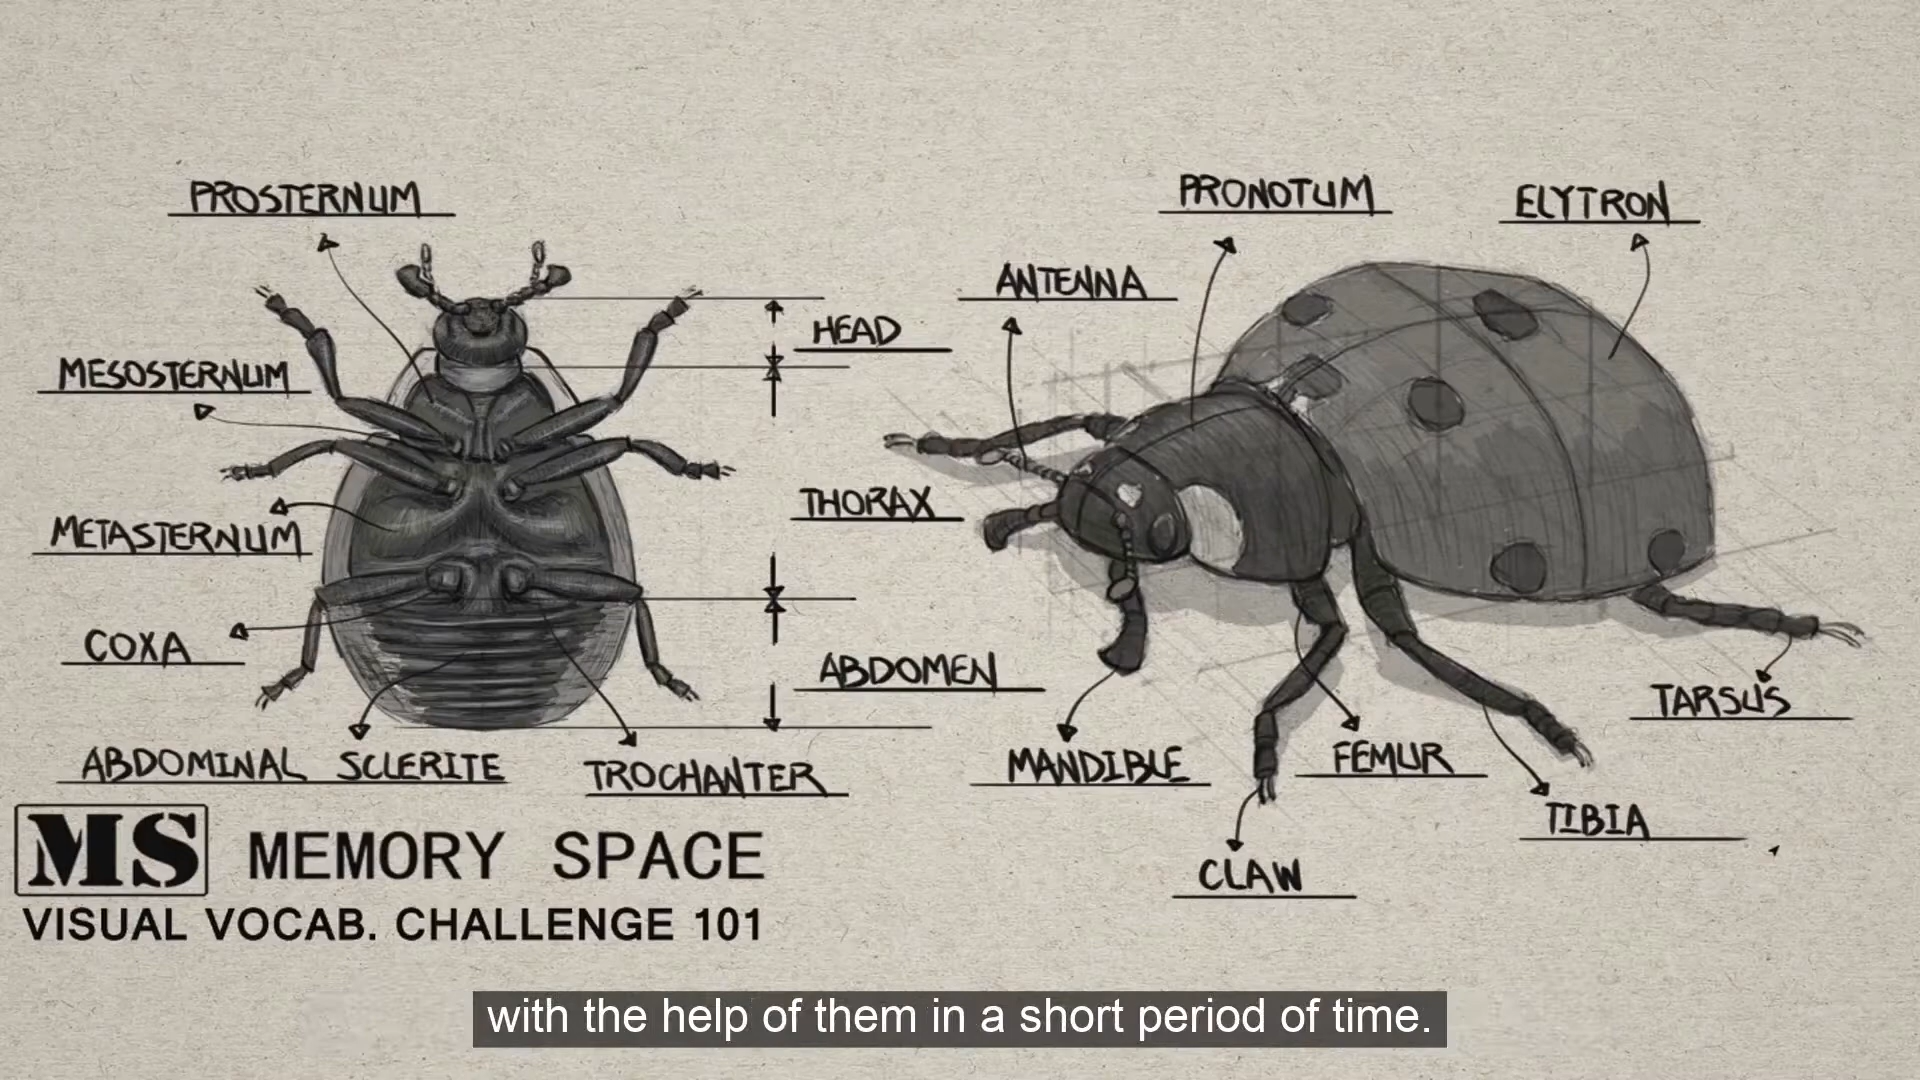 PROSTERNUM
MESOSTERNUM
METASTERNUM
COXA
ABDOMINAL SCLERITE
TROCHANTER
HEAD
THORAX
ABDOMEN
PRONOTUM
ELYTRON
ANTENNA
MANDIBLE
FEMUR
TARSUS
TIBIA
CLAW
MS MEMORY SPACE
VISUAL VOCAB. CHALLENGE 101
with the help of them in a short period of time.